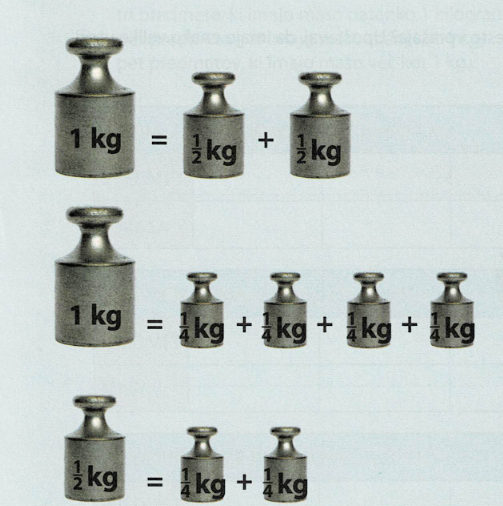 1 kg = ½ kg + ½ kg
1 kg = ¼ kg + ¼ kg + ¼ kg + ¼ kg
½ kg = ¼ kg + ¼ kg